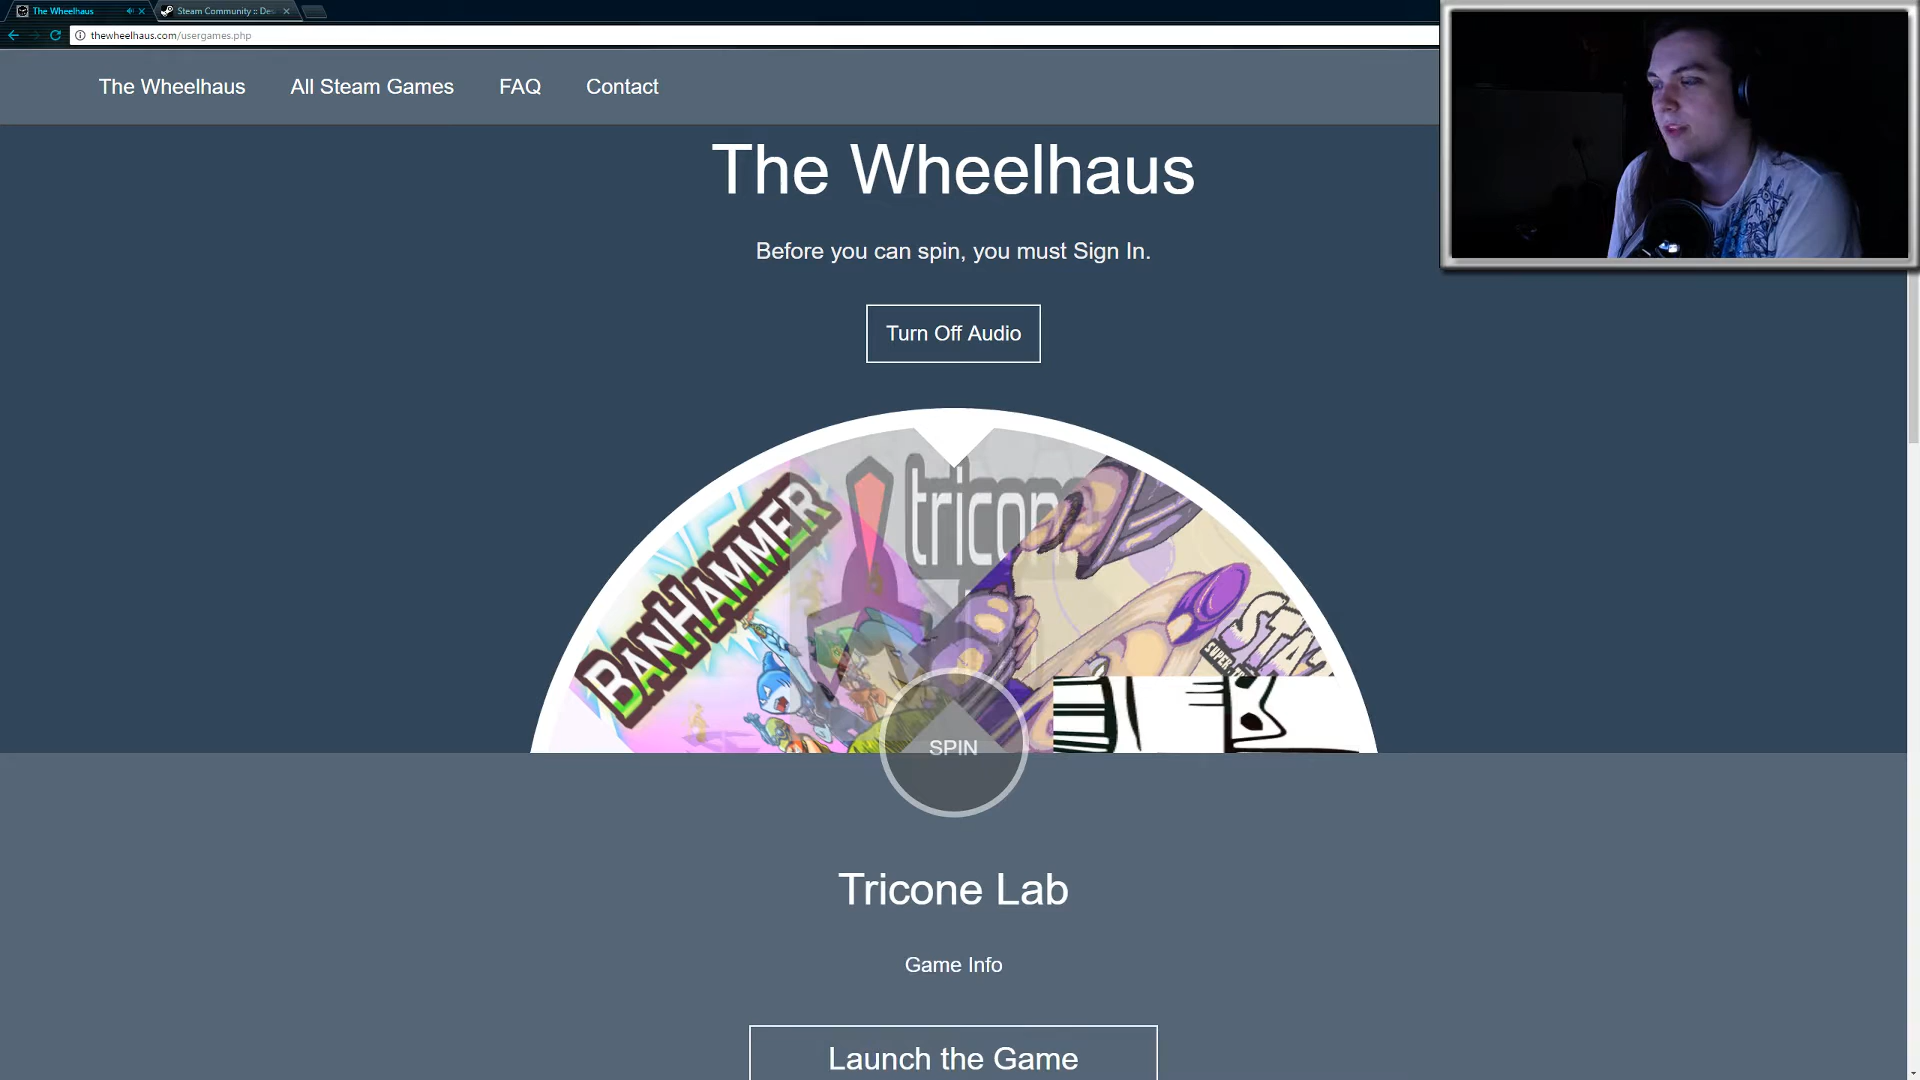 The Wheelhaus
Steam Community :: De
thewheelhaus.com/usergames.php
The Wheelhaus All Steam Games FAQ Contact
The Wheelhaus
Before you can spin, you must Sign In.
Turn Off Audio
BANHAMMER
tricon
STAR
SUPER
SPIN
Tricone Lab
Game Info
Launch the Game